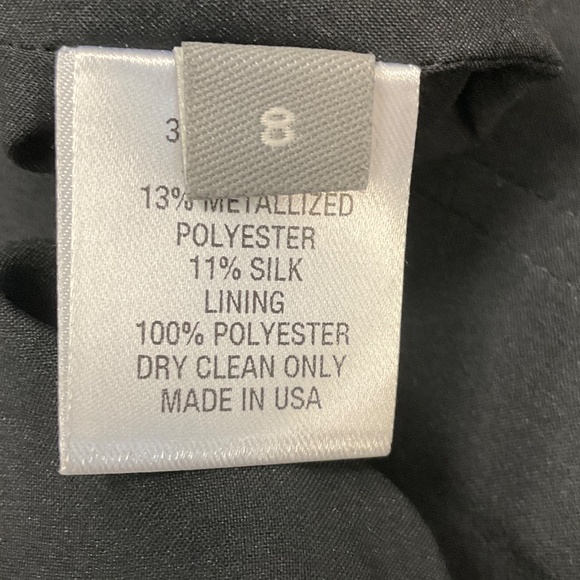 8
3
13% METALLIZED
POLYESTER
11% SILK
LINING
100% POLYESTER
DRY CLEAN ONLY
MADE IN USA